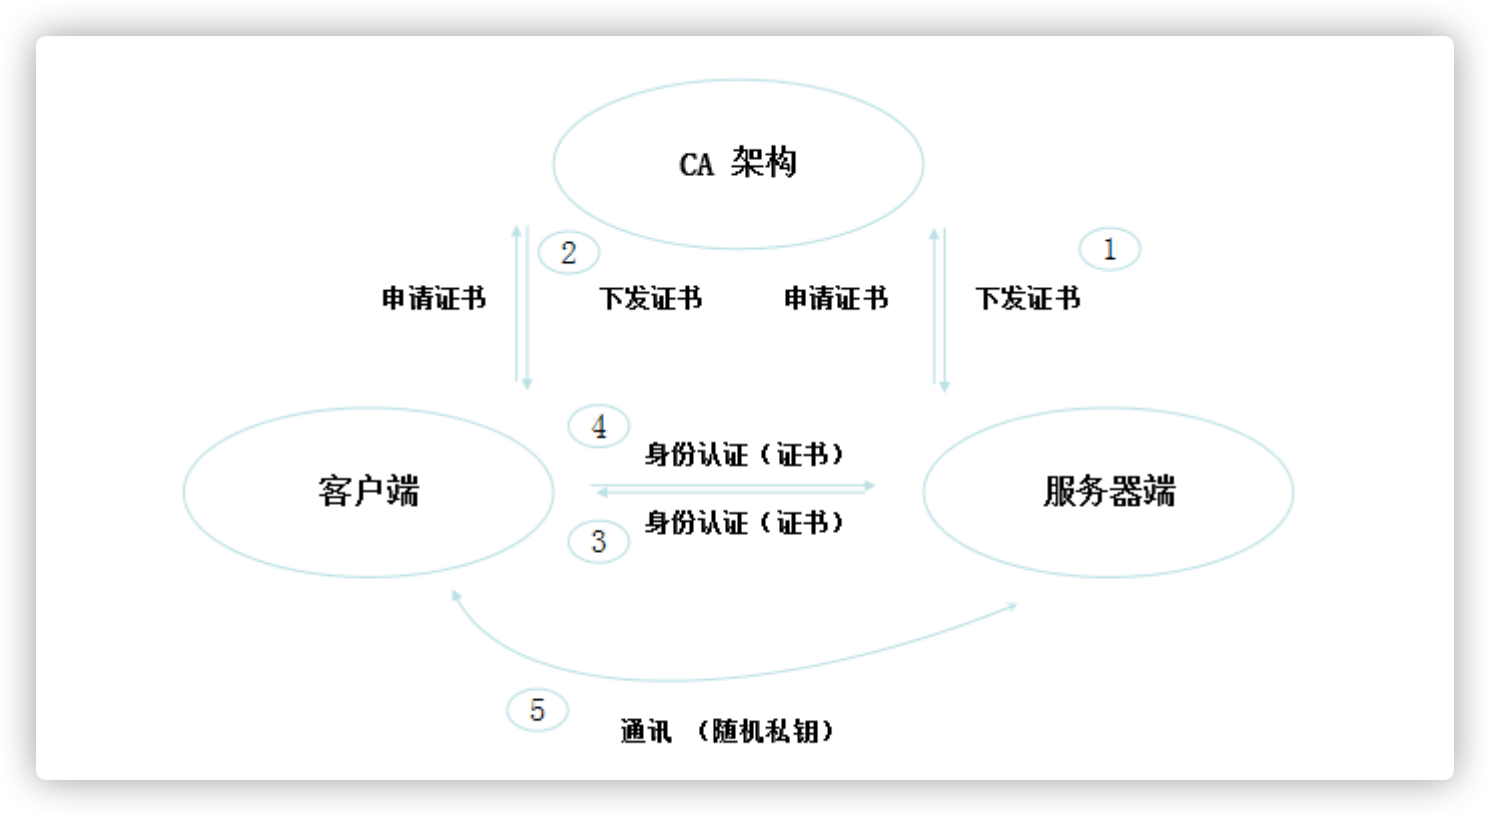 CA 架构
1
2
申请证书
下发证书
申请证书
下发证书
4
身份认证（证书）
客户端
服务器端
身份认证（证书）
3
5
通讯 （随机私钥）